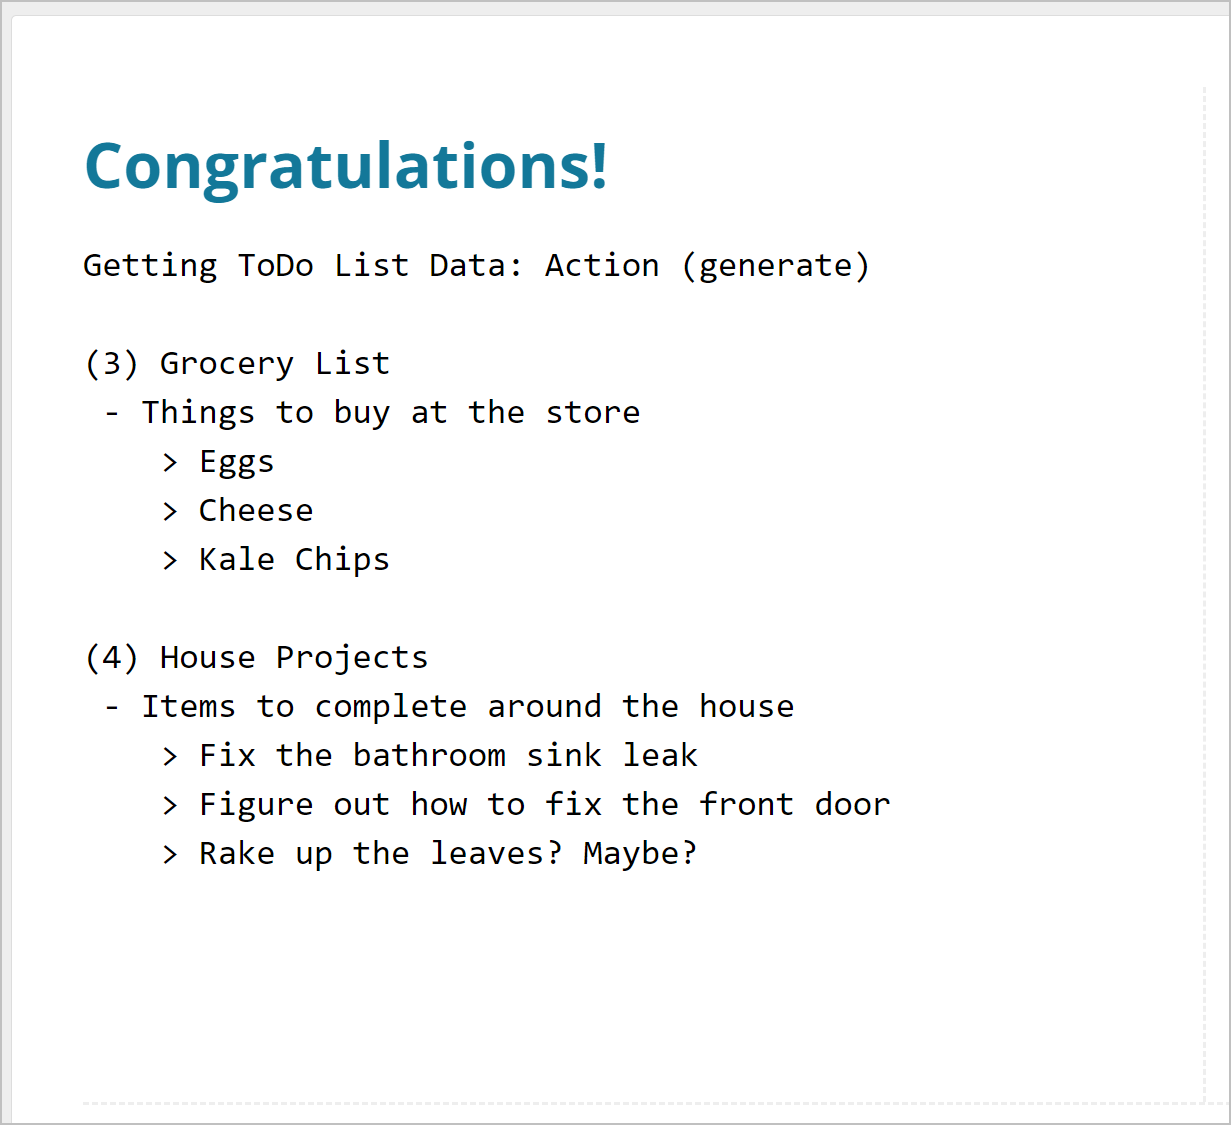 Congratulations!
Getting ToDo List Data: Action (generate)
(3) Grocery List
- Things to buy at the store
> Eggs
> Cheese
> Kale Chips
(4) House Projects
- Items to complete around the house
> Fix the bathroom sink leak
> Figure out how to fix the front door
> Rake up the leaves? Maybe?